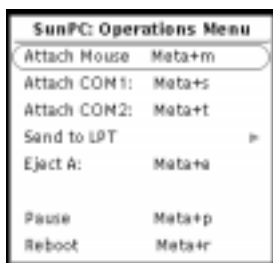 SunPC: Operations Menu
Attach Mouse Meta+m
Attach COM1: Meta+s
Attach COM2: Meta+t
Send to LPT
Eject A: Meta+e
Pause Meta+p
Reboot Meta+r